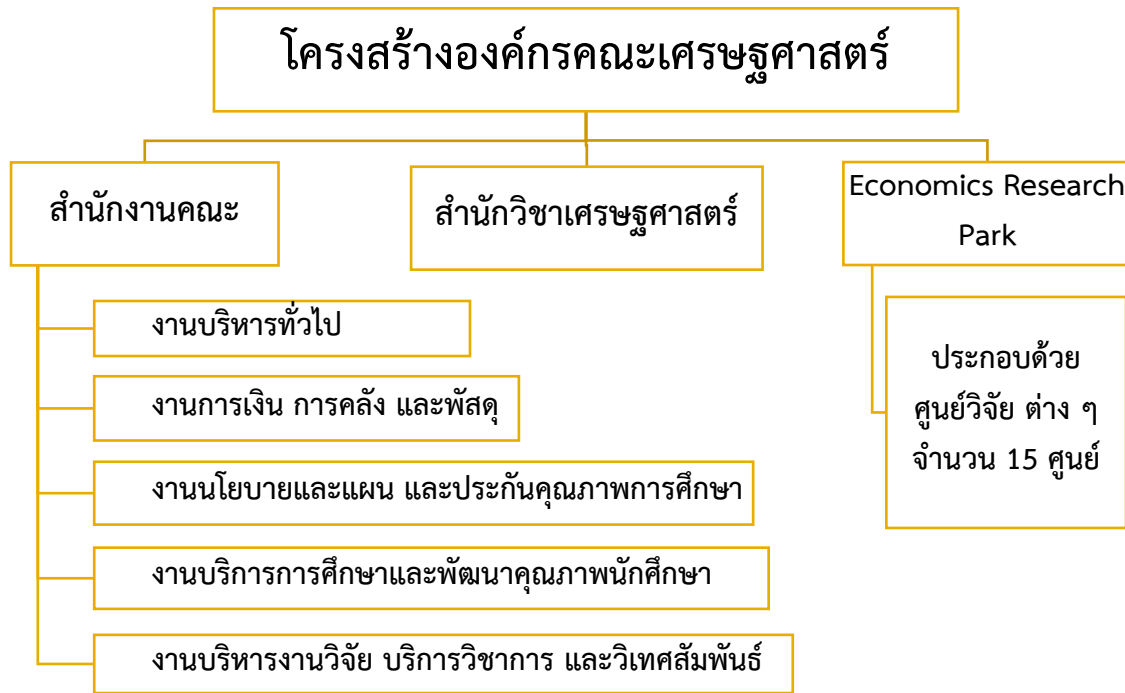 โครงสร้างองค์กรคณะเศรษฐศาสตร์
สำนักงานคณะ
สำนักวิชาเศรษฐศาสตร์
Economics Research
Park
งานบริหารทั่วไป
งานการเงิน การคลัง และพัสดุ
งานนโยบายและแผน และประกันคุณภาพการศึกษา
งานบริการการศึกษาและพัฒนาคุณภาพนักศึกษา
งานบริหารงานวิจัย บริการวิชาการ และวิเทศสัมพันธ์
ประกอบด้วย
ศูนย์วิจัย ต่าง ๆ
จำนวน 15 ศูนย์